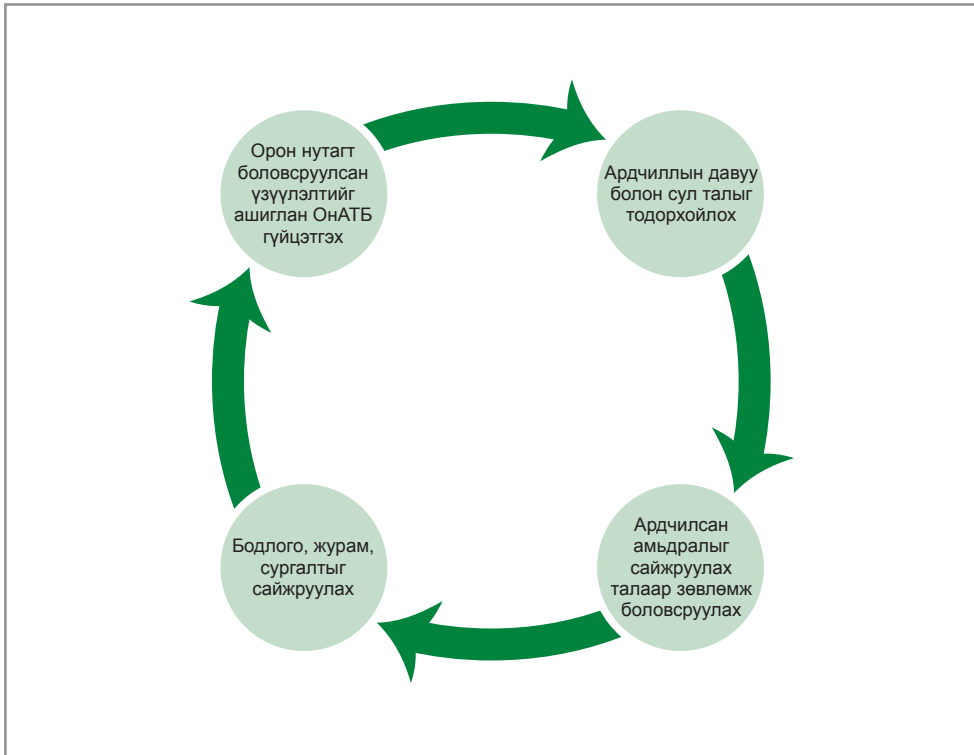 Орон нутагт
боловсруулсан
үзүүлэлтийг
ашиглан ОнАТБ
гүйцэтгэх
Ардчиллын давуу
болон сул талыг
тодорхойлох
Ардчилсан
амьдралыг
сайжруулах
талаар зөвлөмж
боловсруулах
Бодлого, журам,
сургалтыг
сайжруулах